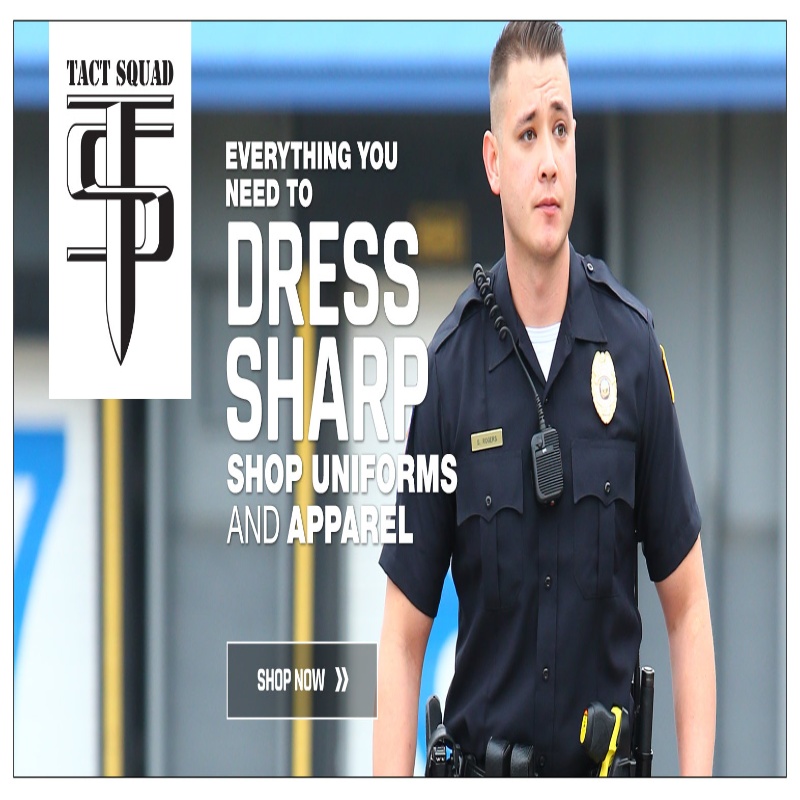 TACT SQUAD
EVERYTHING YOU
NEED TO
DRESS
SHARP
SHOP UNIFORMS
AND APPAREL
SHOP NOW »